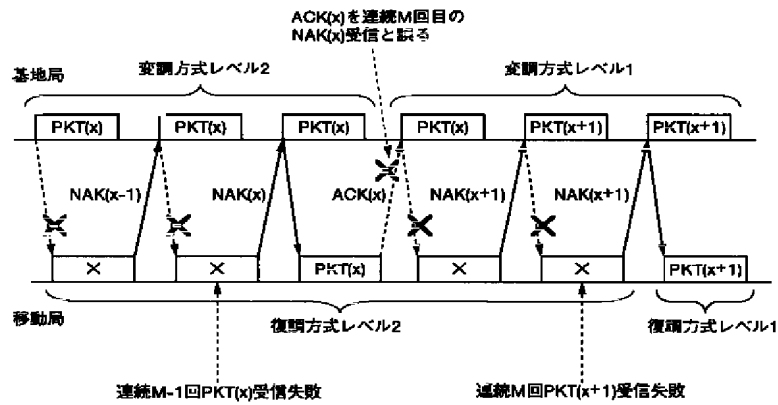 ACK(x)を連続M回目の
NAK(x)受信と誤る
変調方式レベル2
変調方式レベル1
基地局
PKT(x)
PKT(x)
PKT(x)
PKT(x)
PKT(x+1)
PKT(x+1)
NAK(x-1)
NAK(x)
ACK(x)
NAK(x+1)
NAK(x+1)
×
×
PKT(x)
×
×
PKT(x+1)
移動局
復調方式レベル2
復調方式レベル1
連続M-1回PKT(x)受信失敗
連続M回PKT(x+1)受信失敗